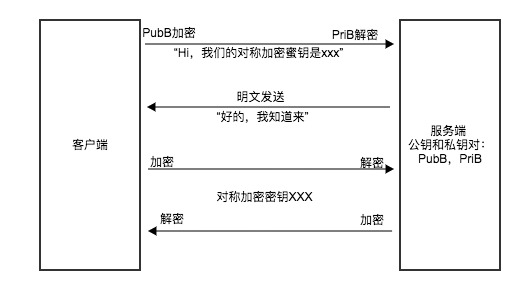 PubB加密
PriB解密
“Hi，我们的对称加密蜜钥是xxx”
明文发送
“好的，我知道来”
客户端
服务端
公钥和私钥对：
PubB，PriB
加密
解密
对称加密密钥XXX
解密
加密